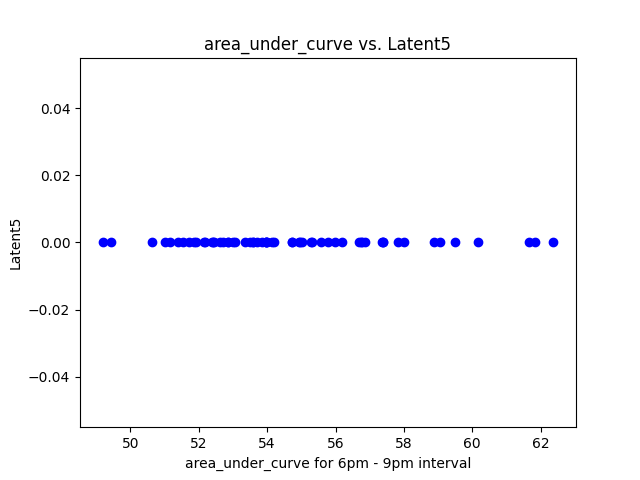 area_under_curve vs. Latent5
0.04
0.02
0.00
−0.02
−0.04
Latent5
50 52 54 56 58 60 62
area_under_curve for 6pm - 9pm interval